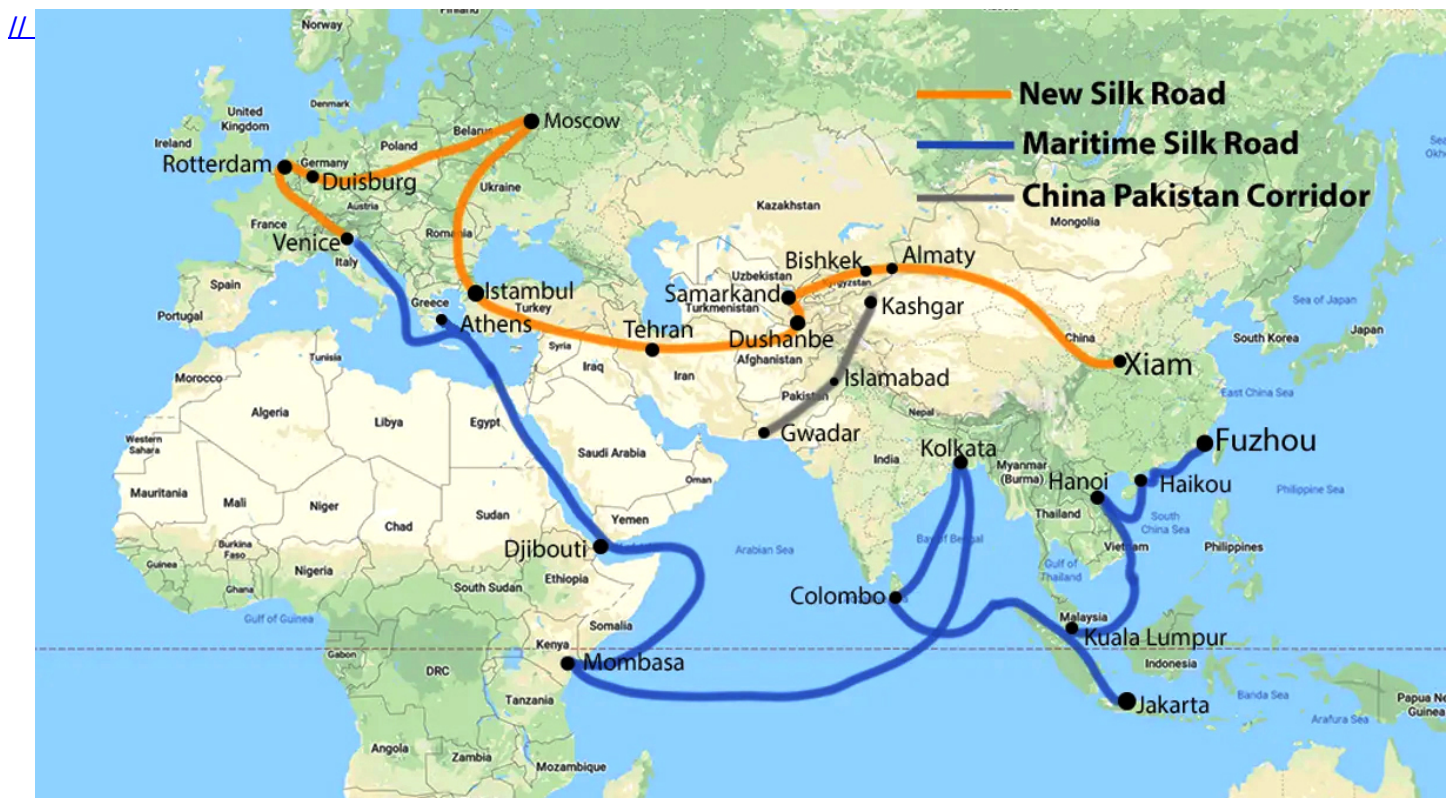 //
Finland
Norway
New Silk Road
Denmark
United
Kingdom
Moscow
Belarus
Maritime Silk Road
Ireland
Poland
Rotterdam
Germany
Duisburg
Ukraine
China Pakistan Corridor
Austria
Kazakhstan
Mongolia
France
Romania
Venice
Italy
Bishkek
Almaty
Uzbekistan
Kyrgyzstan
Spain
Istambul
Samarkand
Kashgar
Greece
Turkey
Turkmenistan
Sea of Japan
Portugal
Athens
Tehran
Dushanbe
China
South Korea
Japan
Syria
Afghanistan
Xiam
Tunisia
Iraq
Iran
Morocco
Islamabad
Pakistan
East China Sea
Algeria
Libya
Egypt
Nepal
Gwadar
Fuzhou
Western
Sahara
Saudi Arabia
India
Kolkata
Myanmar
(Burma)
Hanoi
Haikou
Oman
Philippine Sea
Mauritania
Mali
Niger
Chad
Sudan
Yemen
Thailand
South
China Sea
Burkina
Faso
Djibouti
Arabian Sea
Bay of Bengal
Vietnam
Philippines
Guinea
Nigeria
Ethiopia
Gulf of
Thailand
Ghana
South Sudan
Colombo
Gulf of Guinea
Somalia
Malaysia
Kuala Lumpur
Kenya
Gabon
Mombasa
Indonesia
DRC
Tanzania
Jakarta
Banda Sea
Papua Ne
Guinea
Arafura Sea
Angola
Zambia
Mozambique